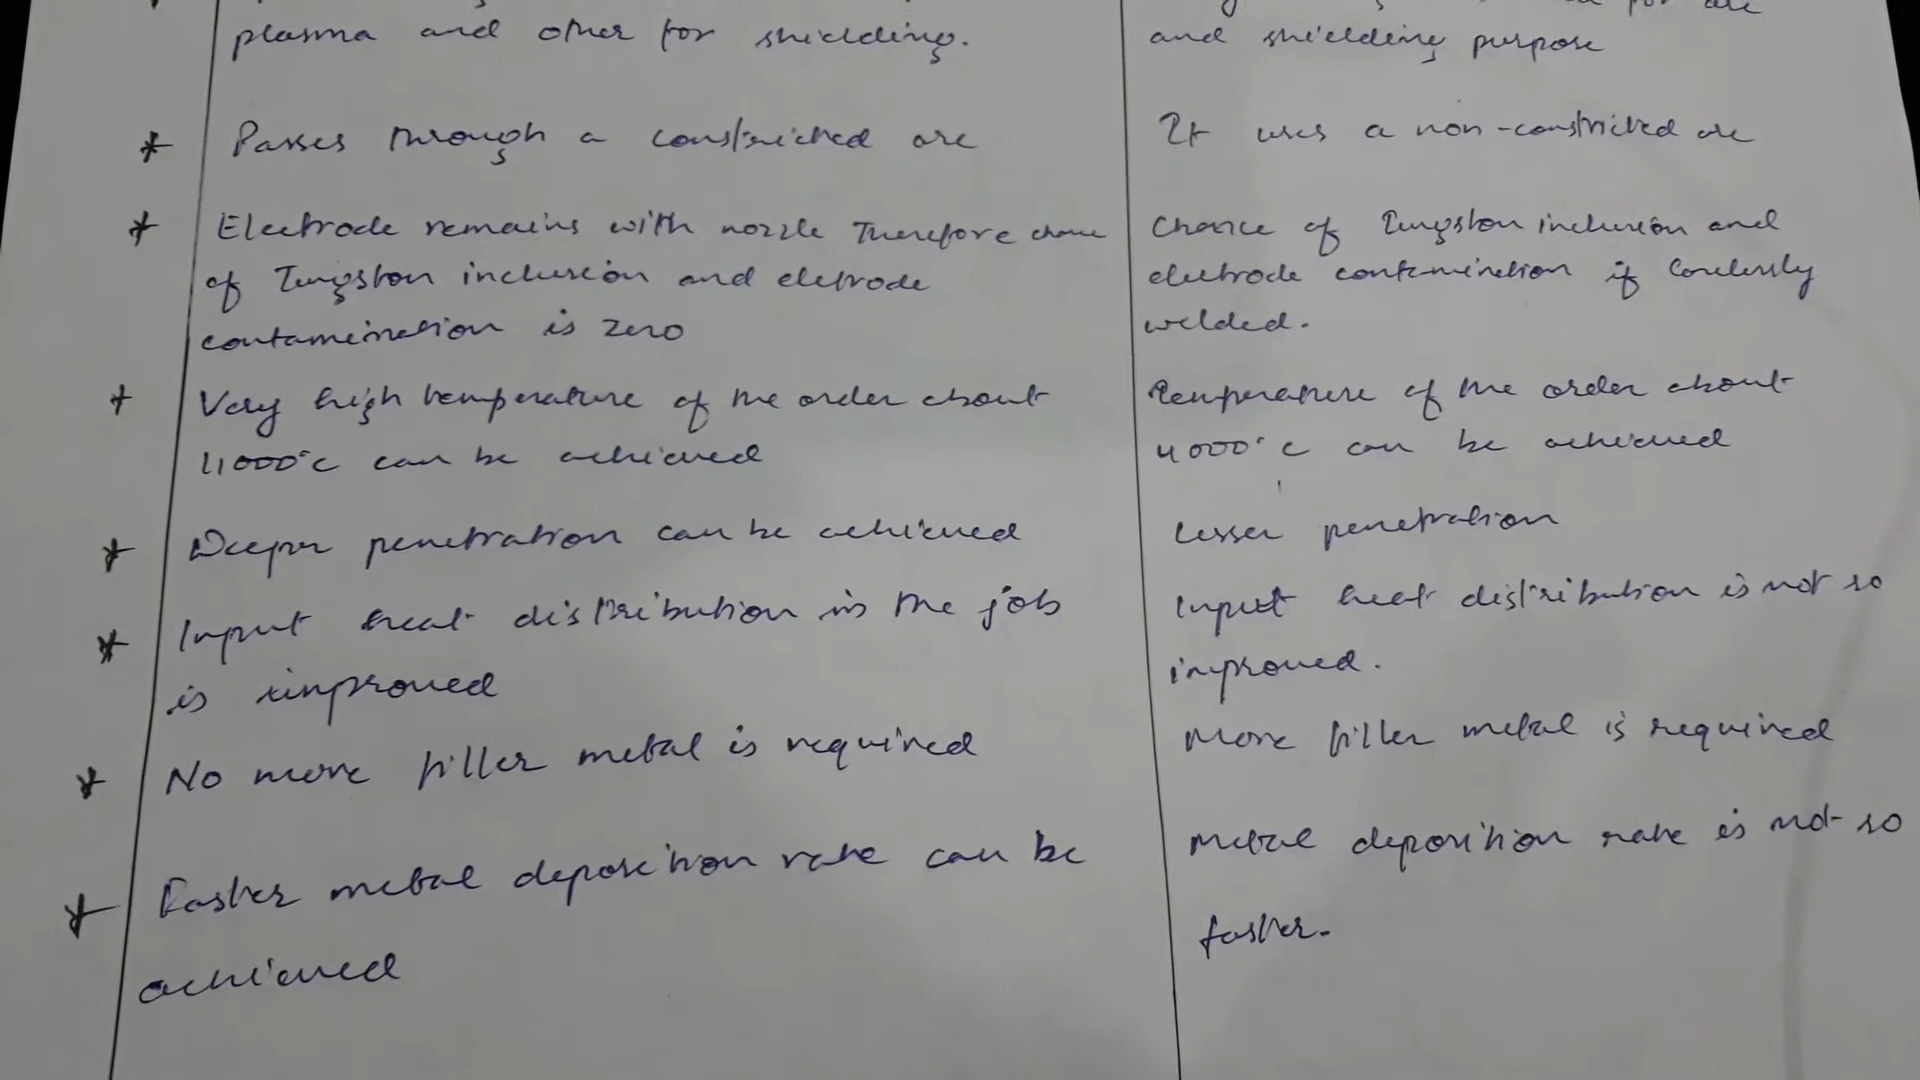 plasma and other for shielding.
Passes through a constricted arc
Electrode remains with nozzle Therefore chance
of Tungston inclusion and eletrode
contamination is zero
Very high temperature of the order about
11000°c can be achieved
Deeper penetration can be achieved
Input heat distribution in the job
is improved
No more filler metal is required
Faster metal deposition rate can be
achieved
for arc
and shielding purpose
It uses a non-constricted arc
Chance of Tungston inclusion and
electrode contamination if Carelessly
welded.
Temperature of the order about
4000°c can be achieved
Lesser penetration
Input heat distribution is not so
improved.
More filler metal is required
Metal deposition rate is not so
faster.